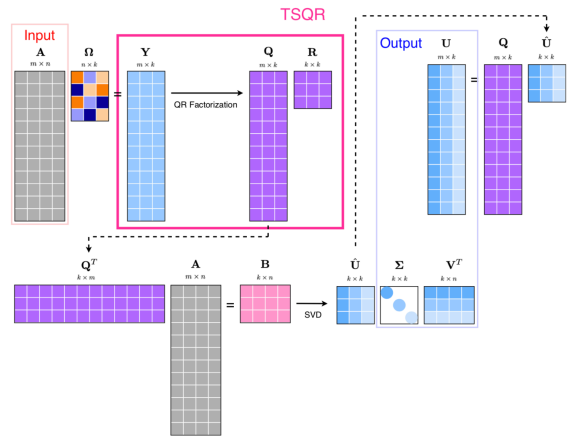 TSQR
Input
A
m × n
Ω
n × k
=
Y
m × k
QR Factorization
Q
m × k
R
k × k
Output
U
m × k
=
Q
m × k
Û
k × k
Q^T
k × m
A
m × n
=
B
k × n
SVD
Û
k × k
Σ
k × k
V^T
k × n